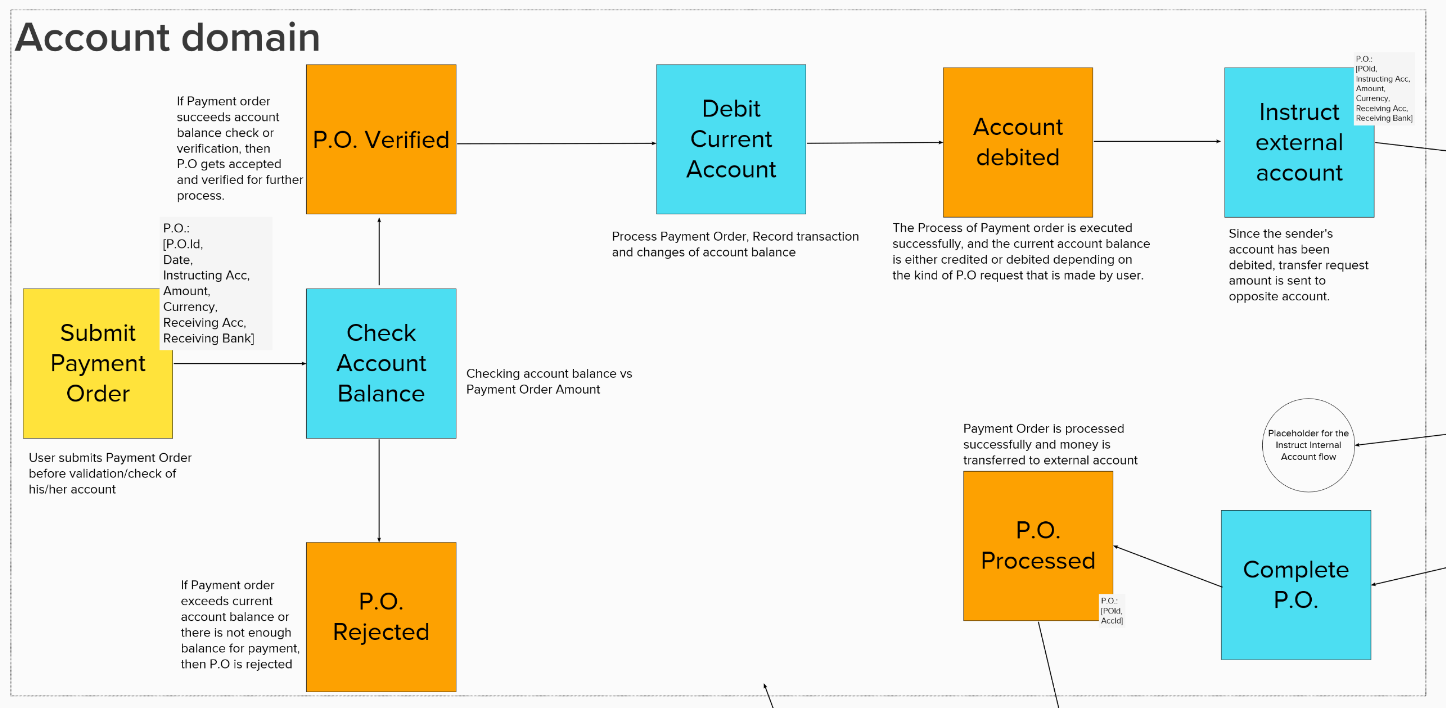 Account domain
If Payment order
succeeds account
balance check or
verification, then
P.O gets accepted
and verified for further
process.
P.O. Verified
Debit
Current
Account
Account
debited
Instruct
external
account
P.O.:
[POId,
Instructing Acc,
Amount,
Currency,
Receiving Acc,
Receiving Bank]
Process Payment Order, Record transaction
and changes of account balance
The Process of Payment order is executed
successfully, and the current account balance
is either credited or debited depending on
the kind of P.O request that is made by user.
Since the sender's
account has been
debited, transfer request
amount is sent to
opposite account.
P.O.:
[P.O.Id,
Date,
Instructing Acc,
Amount,
Currency,
Receiving Acc,
Receiving Bank]
Submit
Payment
Order
Check
Account
Balance
Checking account balance vs
Payment Order Amount
User submits Payment Order
before validation/check of
his/her account
Payment Order is processed
successfully and money is
transferred to external account
Placeholder for the
Instruct Internal
Account flow
P.O.
Processed
P.O.:
[POId,
AccId]
Complete
P.O.
If Payment order
exceeds current
account balance or
there is not enough
balance for payment,
then P.O is rejected
P.O.
Rejected